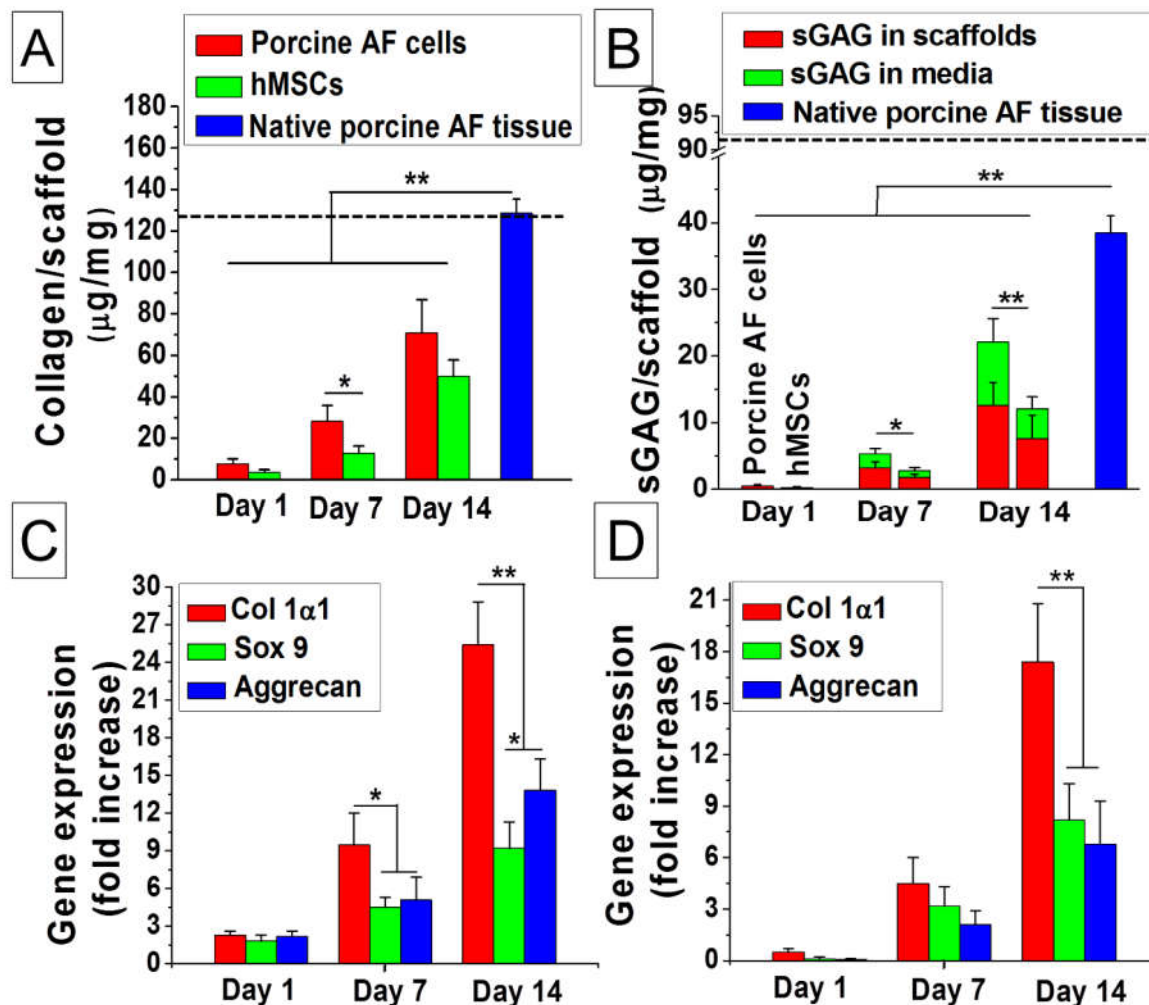 A
Porcine AF cells
hMSCs
Native porcine AF tissue
Collagen/scaffold
(μg/mg)
180
160
140
120
100
80
60
40
20
0
**
*
Day 1
Day 7
Day 14
B
sGAG in scaffolds
sGAG in media
Native porcine AF tissue
sGAG/scaffold (μg/mg)
95
90
40
30
20
10
0
**
**
*
Porcine AF cells
hMSCs
Day 1
Day 7
Day 14
C
Col 1α1
Sox 9
Aggrecan
Gene expression
(fold increase)
30
27
24
21
18
15
12
9
6
3
0
**
*
*
Day 1
Day 7
Day 14
D
Col 1α1
Sox 9
Aggrecan
Gene expression
(fold increase)
21
18
15
12
9
6
3
0
**
Day 1
Day 7
Day 14